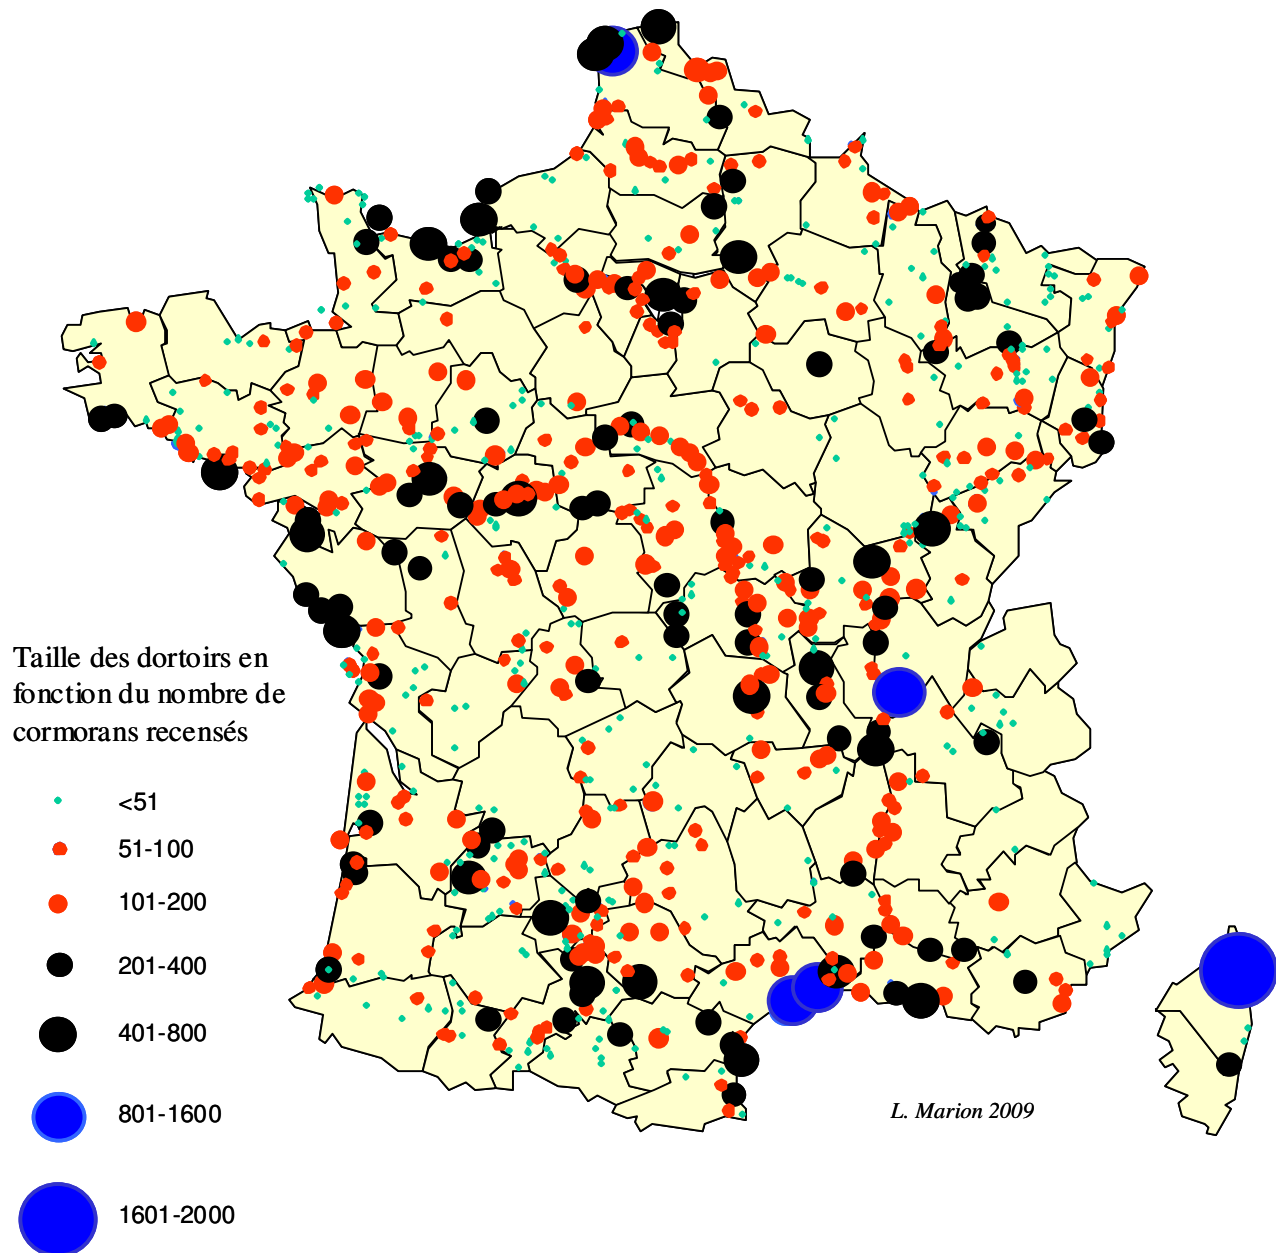 Taille des dortoirs en
fonction du nombre de
cormorans recensés
<51
51-100
101-200
201-400
401-800
801-1600
1601-2000
L. Marion 2009